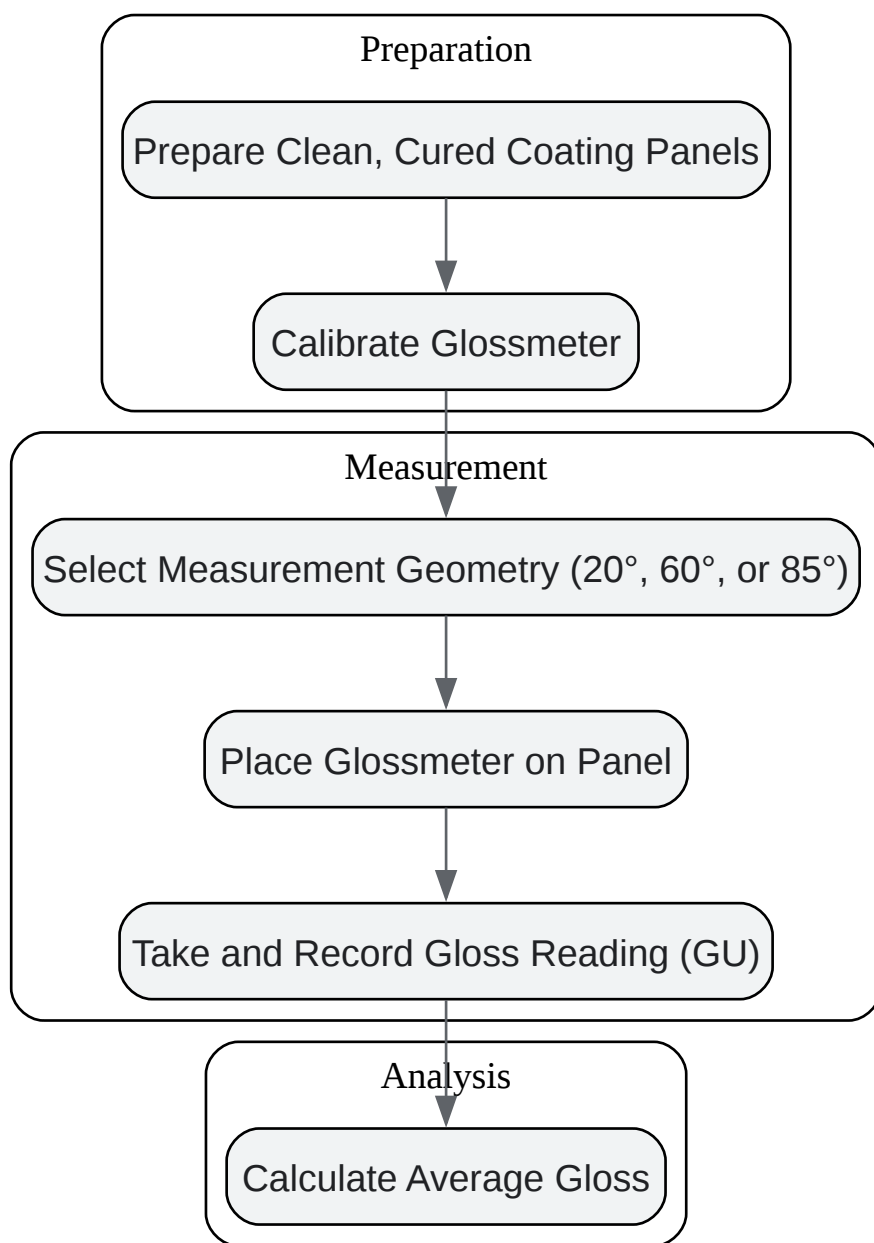 Preparation
Prepare Clean, Cured Coating Panels
Calibrate Glossmeter
Measurement
Select Measurement Geometry (20°, 60°, or 85°)
Place Glossmeter on Panel
Take and Record Gloss Reading (GU)
Analysis
Calculate Average Gloss